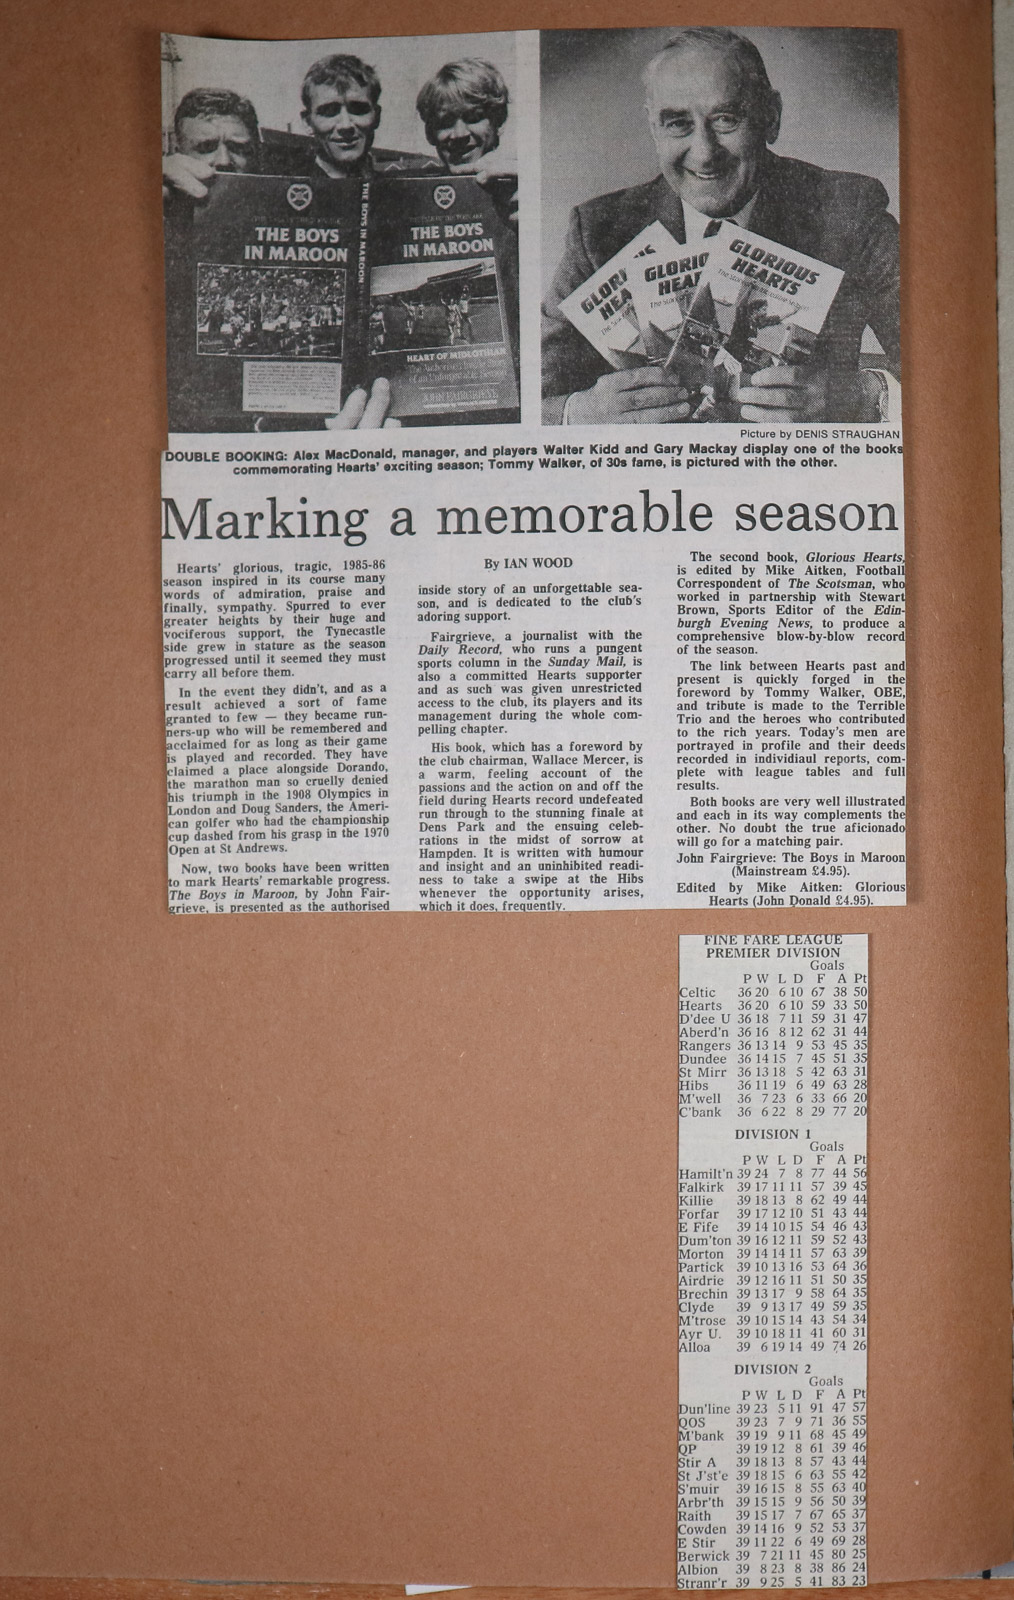 THE BOYS
IN MAROON
THE BOYS IN MAROON
THE BOYS
IN MAROON
HEART OF MIDLOTHIAN
JOHN FAIRGRIEVE
GLORI
HEA
GLORIO
HEA
GLORIOUS
HEARTS
Picture by DENIS STRAUGHAN
DOUBLE BOOKING: Alex MacDonald, manager, and players Walter Kidd and Gary Mackay display one of the books
commemorating Hearts' exciting season; Tommy Walker, of 30s fame, is pictured with the other.
Marking a memorable season
Hearts' glorious, tragic, 1985-86
season inspired in its course many
words of admiration, praise and
finally, sympathy. Spurred to ever
greater heights by their huge and
vociferous support, the Tynecastle
side grew in stature as the season
progressed until it seemed they must
carry all before them.
In the event they didn't, and as a
result achieved a sort of fame
granted to few — they became run-
ners-up who will be remembered and
acclaimed for as long as their game
is played and recorded. They have
claimed a place alongside Dorando,
the marathon man so cruelly denied
his triumph in the 1908 Olympics in
London and Doug Sanders, the Ameri-
can golfer who had the championship
cup dashed from his grasp in the 1970
Open at St Andrews.
Now, two books have been written
to mark Hearts' remarkable progress.
The Boys in Maroon, by John Fair-
grieve, is presented as the authorised
By IAN WOOD
inside story of an unforgettable sea-
son, and is dedicated to the club's
adoring support.
Fairgrieve, a journalist with the
Daily Record, who runs a pungent
sports column in the Sunday Mail, is
also a committed Hearts supporter
and as such was given unrestricted
access to the club, its players and its
management during the whole com-
pelling chapter.
His book, which has a foreword by
the club chairman, Wallace Mercer, is
a warm, feeling account of the
passions and the action on and off the
field during Hearts record undefeated
run through to the stunning finale at
Dens Park and the ensuing celeb-
rations in the midst of sorrow at
Hampden. It is written with humour
and insight and an uninhibited readi-
ness to take a swipe at the Hibs
whenever the opportunity arises,
which it does, frequently.
The second book, Glorious Hearts,
is edited by Mike Aitken, Football
Correspondent of The Scotsman, who
worked in partnership with Stewart
Brown, Sports Editor of the Edin-
burgh Evening News, to produce a
comprehensive blow-by-blow record
of the season.
The link between Hearts past and
present is quickly forged in the
foreword by Tommy Walker, OBE,
and tribute is made to the Terrible
Trio and the heroes who contributed
to the rich years. Today's men are
portrayed in profile and their deeds
recorded in individiaul reports, com-
plete with league tables and full
results.
Both books are very well illustrated
and each in its way complements the
other. No doubt the true aficionado
will go for a matching pair.
John Fairgrieve: The Boys in Maroon
(Mainstream £4.95).
Edited by Mike Aitken: Glorious
Hearts (John Donald £4.95).
FINE FARE LEAGUE
PREMIER DIVISION
Goals
P W L D F A Pt
Celtic 36 20 6 10 67 38 50
Hearts 36 20 6 10 59 33 50
D'dee U 36 18 7 11 59 31 47
Aberd'n 36 16 8 12 62 31 44
Rangers 36 13 14 9 53 45 35
Dundee 36 14 15 7 45 51 35
St Mirr 36 13 18 5 42 63 31
Hibs 36 11 19 6 49 63 28
M'well 36 7 23 6 33 66 20
C'bank 36 6 22 8 29 77 20
DIVISION 1
Goals
P W L D F A Pt
Hamilt'n 39 24 7 8 77 44 56
Falkirk 39 17 11 11 57 39 45
Killie 39 18 13 8 62 49 44
Forfar 39 17 12 10 51 43 44
E Fife 39 14 10 15 54 46 43
Dum'ton 39 16 12 11 59 52 43
Morton 39 14 14 11 57 63 39
Partick 39 10 13 16 53 64 36
Airdrie 39 12 16 11 51 50 35
Brechin 39 13 17 9 58 64 35
Clyde 39 9 13 17 49 59 35
M'trose 39 10 15 14 43 54 34
Ayr U. 39 10 18 11 41 60 31
Alloa 39 6 19 14 49 74 26
DIVISION 2
Goals
P W L D F A Pt
Dun'line 39 23 5 11 91 47 57
QOS 39 23 7 9 71 36 55
M'bank 39 19 9 11 68 45 49
QP 39 19 12 8 61 39 46
Stir A 39 18 13 8 57 43 44
St J'st'e 39 18 15 6 63 55 42
S'muir 39 16 15 8 55 63 40
Arbr'th 39 15 15 9 56 50 39
Raith 39 15 17 7 67 65 37
Cowden 39 14 16 9 52 53 37
E Stir 39 11 22 6 49 69 28
Berwick 39 7 21 11 45 80 25
Albion 39 8 23 8 38 86 24
Stranr'r 39 9 25 5 41 83 23